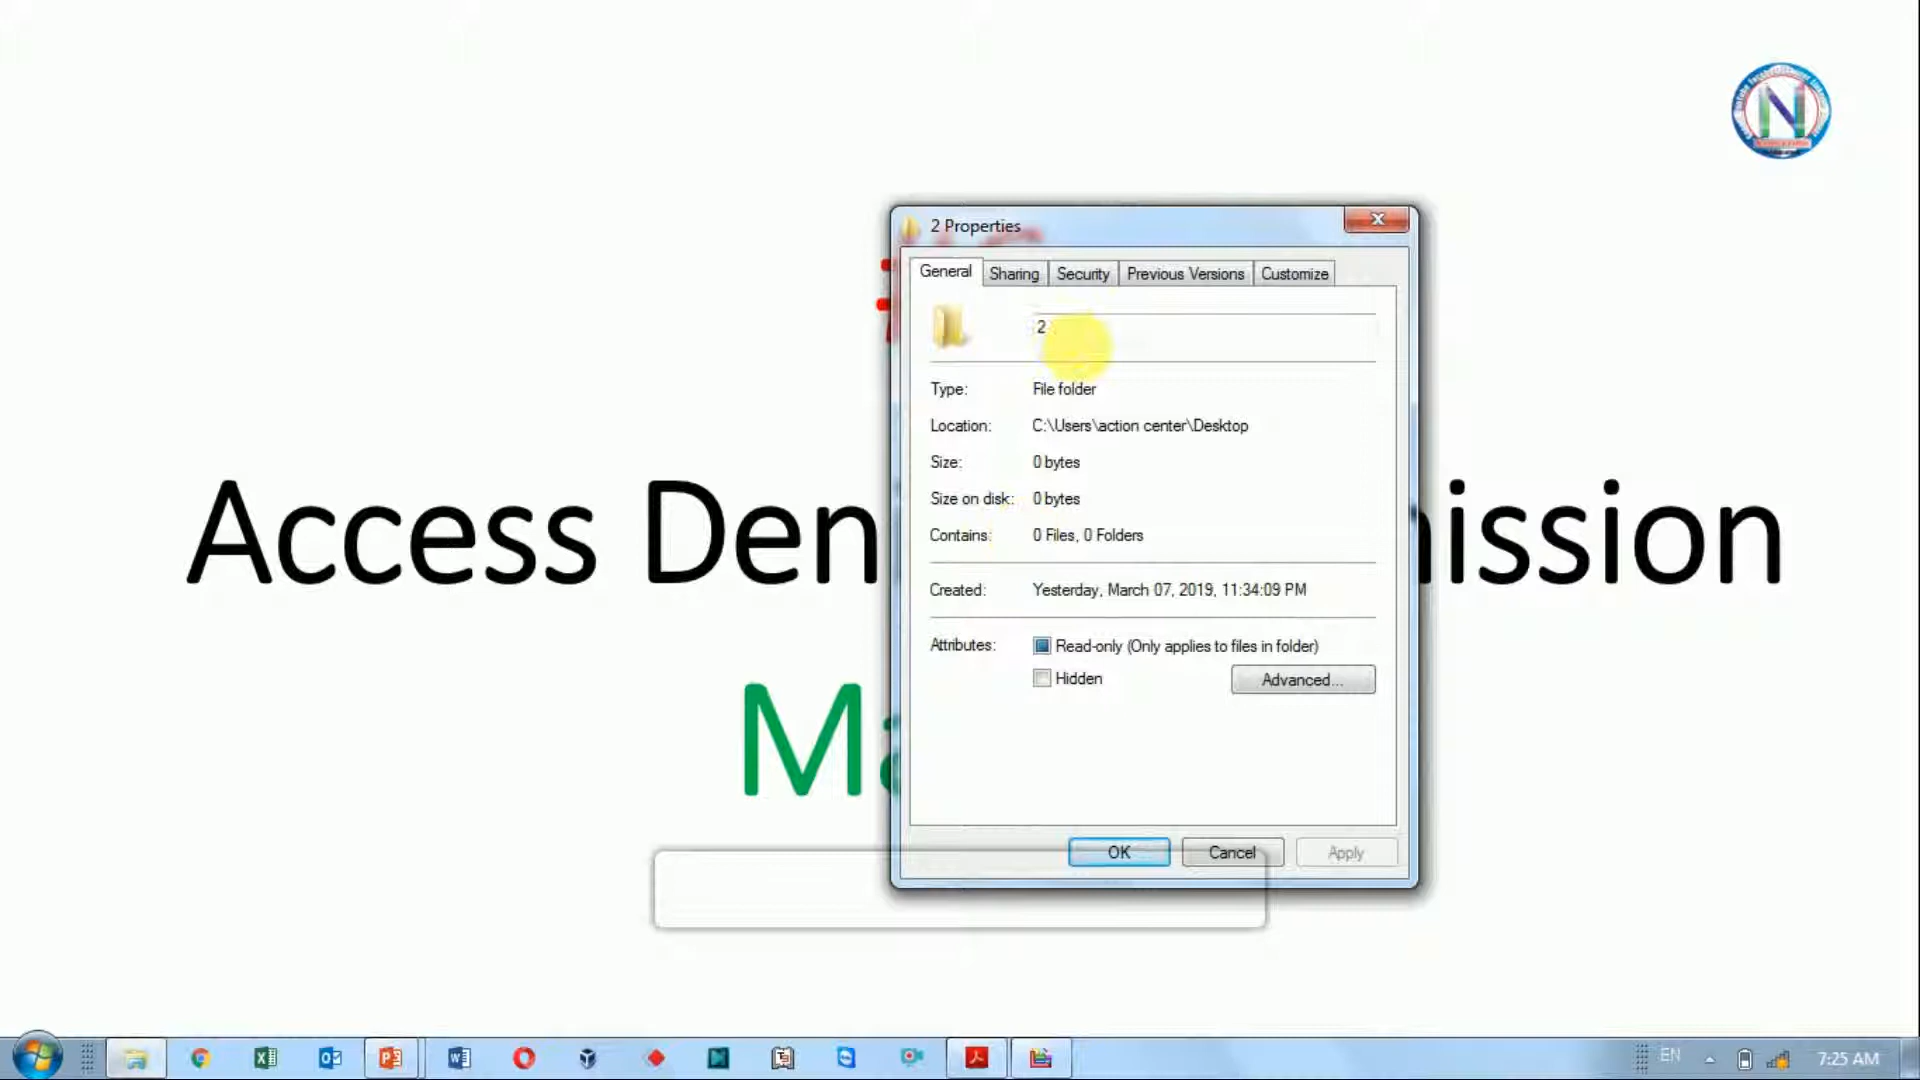 2 Properties
General Sharing Security Previous Versions Customize
2
Type: File folder
Location: C:\Users\action center\Desktop
Size: 0 bytes
Size on disk: 0 bytes
Contains: 0 Files, 0 Folders
Created: Yesterday, March 07, 2019, 11:34:09 PM
Attributes: Read-only (Only applies to files in folder)
Hidden Advanced...
OK Cancel Apply
Access Den
mission
Ma
EN 7:25 AM